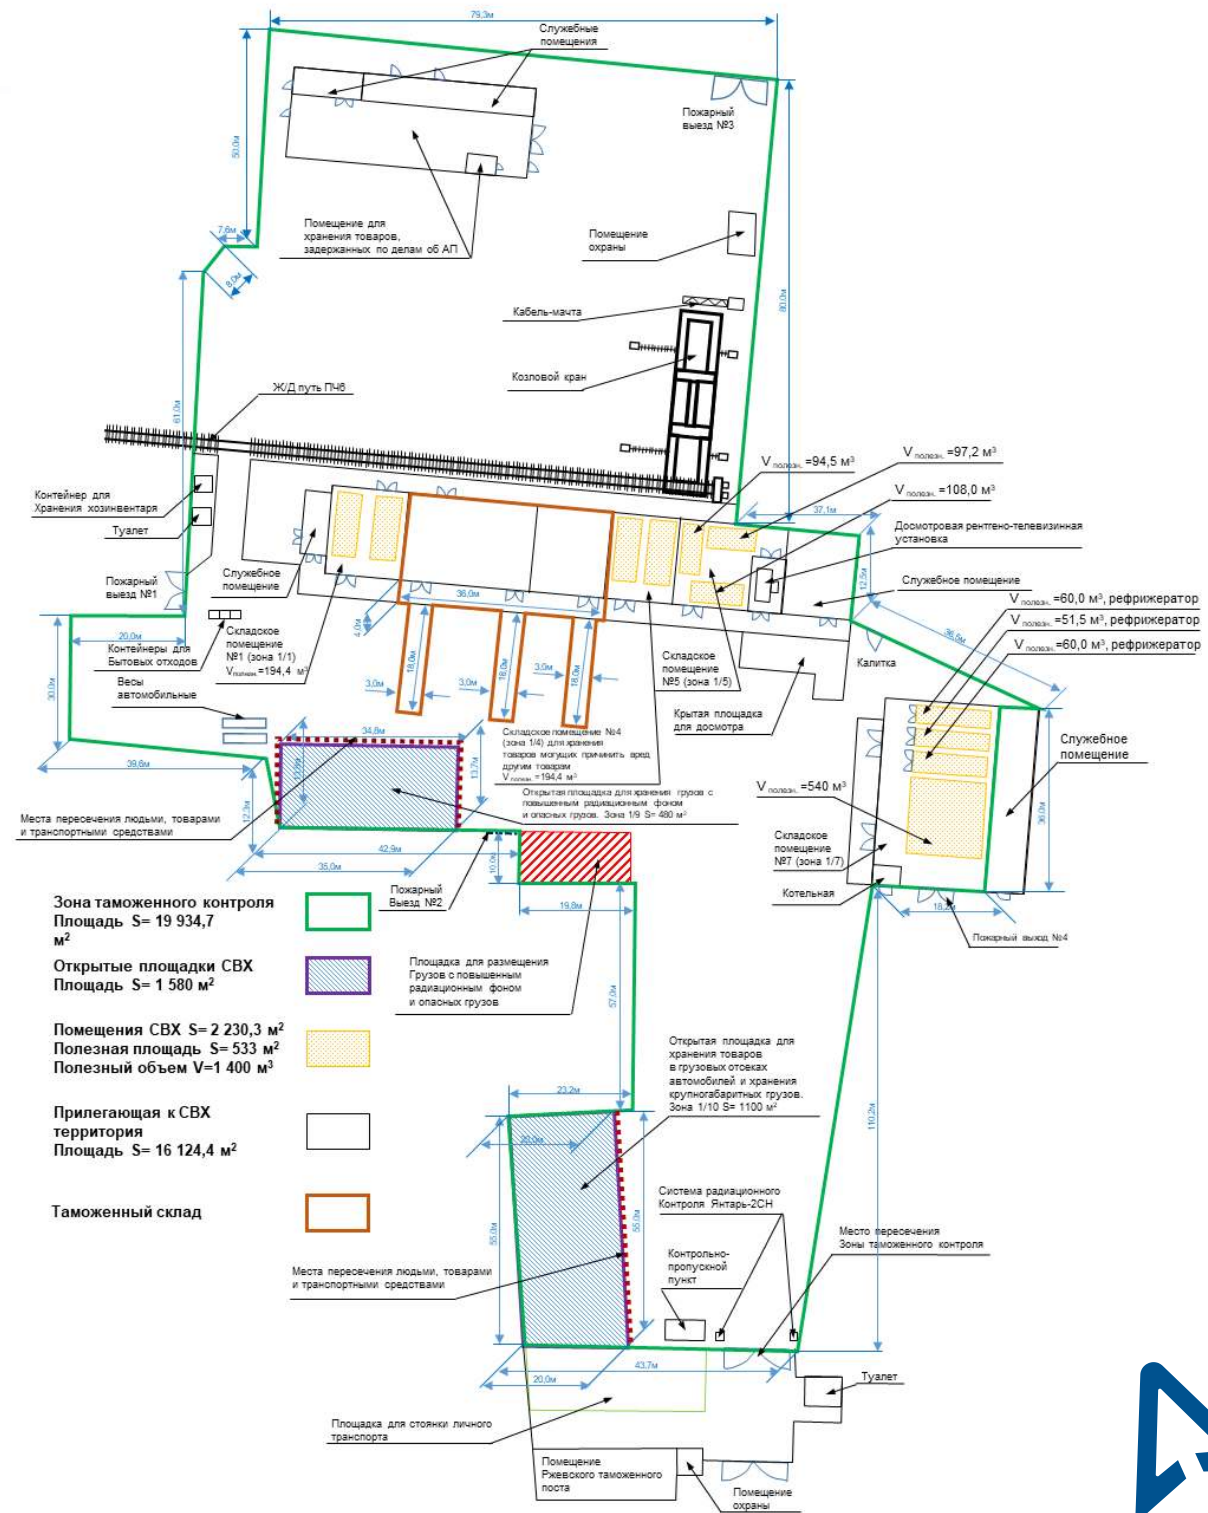 79,3м
Служебные
помещения
Пожарный
выезд №3
50,0м
Помещение для
хранения товаров,
задержанных по делам об АП
7,6м
8,0м
Помещение
охраны
80,0м
Кабель-мачта
Козловой кран
Ж/Д путь ПЧ6
61,0м
V полезн. =94,5 м³
V полезн. =97,2 м³
V полезн. =108,0 м³
37,1м
Досмотровая рентгено-телевизинная
установка
Контейнер для
Хранения хозинвентаря
Туалет
Пожарный
выезд №1
Служебное
помещение
36,0м
4,0м
12,5м
Служебное помещение
V полезн. =60,0 м³, рефрижератор
V полезн. =51,5 м³, рефрижератор
V полезн. =60,0 м³, рефрижератор
36,5м
20,0м
30,0м
Контейнеры для
Бытовых отходов
Складское
помещение
№1 (зона 1/1)
V полезн. =194,4 м³
Весы
автомобильные
18,0м
18,0м
18,0м
3,0м
3,0м
3,0м
Складское
помещение
№5 (зона 1/5)
Калитка
Крытая площадка
для досмотра
34,8м
13,8м
13,7м
Складское помещение №4
(зона 1/4) для хранения
товаров могущих причинить вред
другим товарам
V полезн. =194,4 м³
Служебное
помещение
39,6м
12,3м
Открытая площадка для хранения грузов с
повышенным радиационным фоном
и опасных грузов. Зона 1/9 S= 480 м²
V полезн. =540 м³
36,0м
Места пересечения людьми, товарами
и транспортными средствами
Складское
помещение
№7 (зона 1/7)
42,9м
35,0м
10,0м
Пожарный
Выезд №2
19,8м
Котельная
18,2м
Пожарный выход №4
Зона таможенного контроля
Площадь S= 19 934,7
м²
Открытые площадки СВХ
Площадь S= 1 580 м²
Площадка для размещения
Грузов с повышенным
радиационным фоном
и опасных грузов
57,0м
Помещения СВХ S= 2 230,3 м²
Полезная площадь S= 533 м²
Полезный объем V=1 400 м³
Открытая площадка для
хранения товаров
в грузовых отсеках
автомобилей и хранения
крупногабаритных грузов.
Зона 1/10 S= 1100 м²
23,2м
20,0м
110,2м
Прилегающая к СВХ
территория
Площадь S= 16 124,4 м²
Таможенный склад
55,0м
55,0м
Система радиационного
Контроля Янтарь-2СН
Место пересечения
Зоны таможенного контроля
Контрольно-
пропускной
пункт
Места пересечения людьми, товарами
и транспортными средствами
43,7м
20,0м
Туалет
Площадка для стоянки личного
транспорта
Помещение
Ржевского таможенного
поста
Помещение
охраны